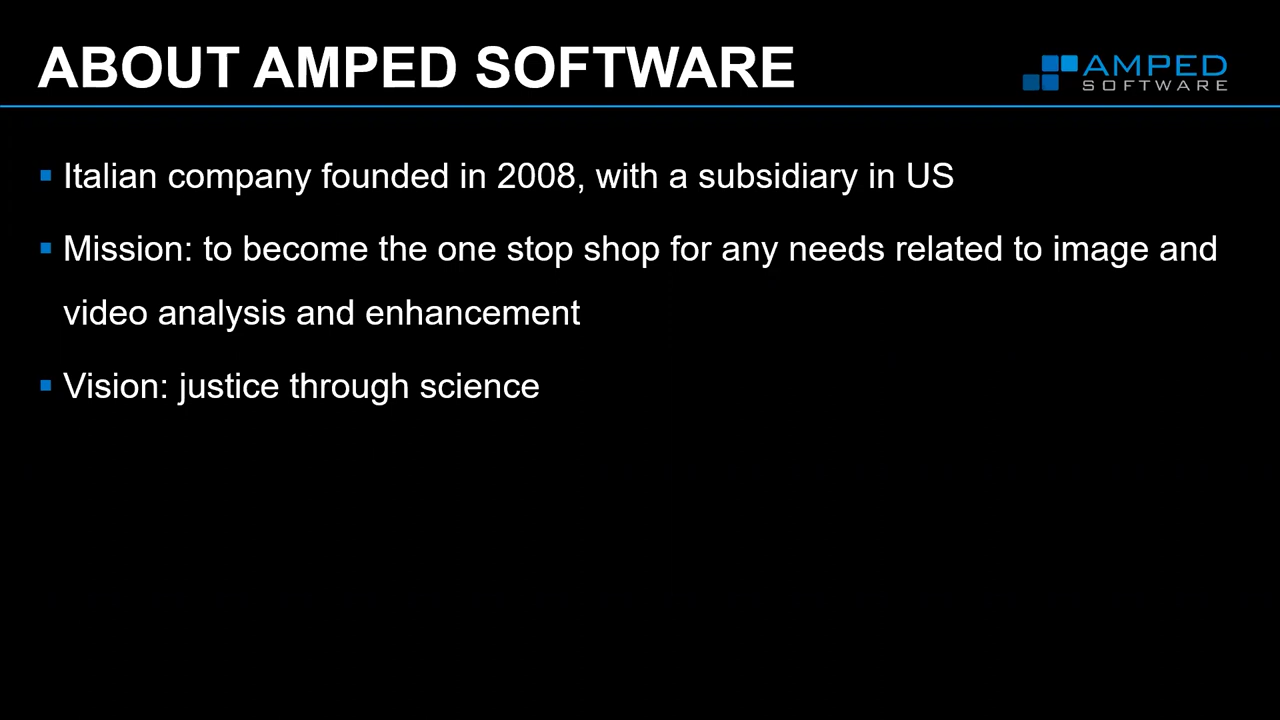 ABOUT AMPED SOFTWARE
AMPED
SOFTWARE
Italian company founded in 2008, with a subsidiary in US
Mission: to become the one stop shop for any needs related to image and
video analysis and enhancement
Vision: justice through science